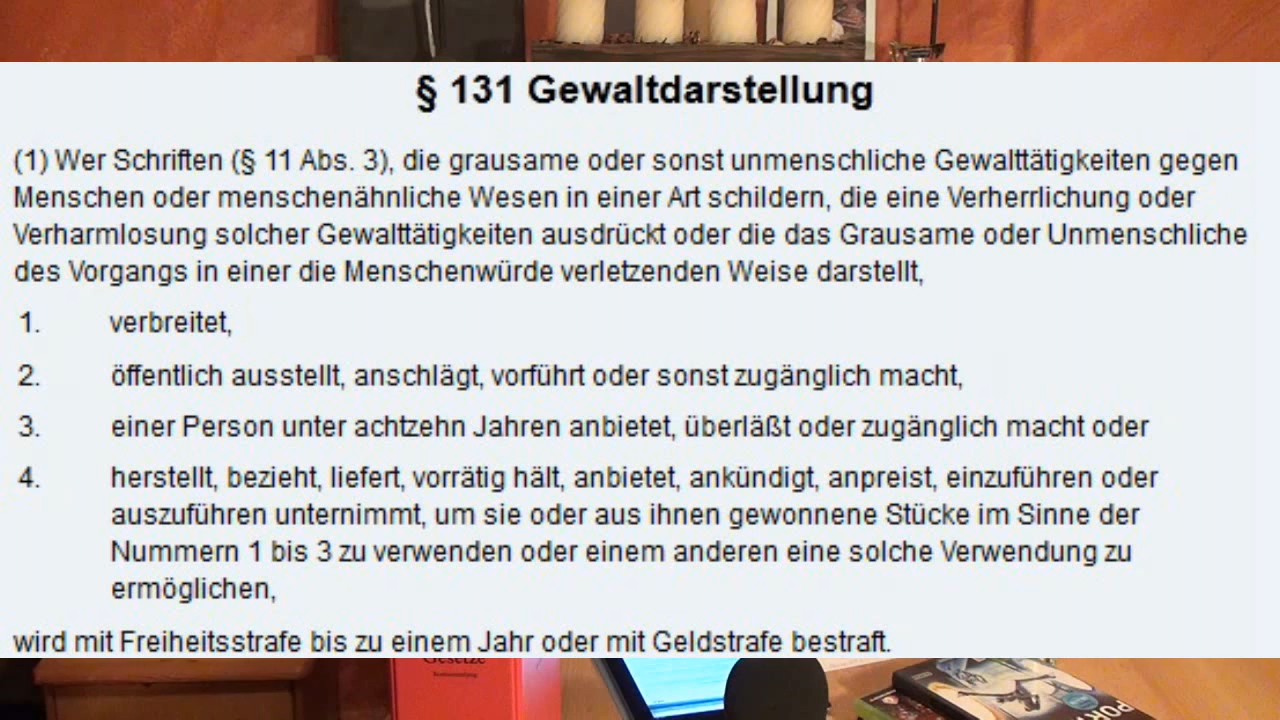 § 131 Gewaltdarstellung
(1) Wer Schriften (§ 11 Abs. 3), die grausame oder sonst unmenschliche Gewalttätigkeiten gegen
Menschen oder menschenähnliche Wesen in einer Art schildern, die eine Verherrlichung oder
Verharmlosung solcher Gewalttätigkeiten ausdrückt oder die das Grausame oder Unmenschliche
des Vorgangs in einer die Menschenwürde verletzenden Weise darstellt,
1. verbreitet,
2. öffentlich ausstellt, anschlägt, vorführt oder sonst zugänglich macht,
3. einer Person unter achtzehn Jahren anbietet, überläßt oder zugänglich macht oder
4. herstellt, bezieht, liefert, vorrätig hält, anbietet, ankündigt, anpreist, einzuführen oder
auszuführen unternimmt, um sie oder aus ihnen gewonnene Stücke im Sinne der
Nummern 1 bis 3 zu verwenden oder einem anderen eine solche Verwendung zu
ermöglichen,
wird mit Freiheitsstrafe bis zu einem Jahr oder mit Geldstrafe bestraft.
Gesetze